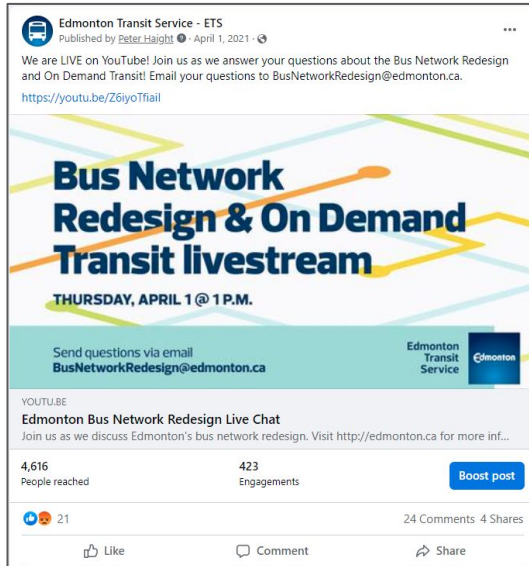 Edmonton Transit Service - ETS
Published by Peter Haight · April 1, 2021 ·
...
We are LIVE on YouTube! Join us as we answer your questions about the Bus Network Redesign
and On Demand Transit! Email your questions to BusNetworkRedesign@edmonton.ca.
https://youtu.be/Z6iyoTfiaiI
Bus Network
Redesign & On Demand
Transit livestream
THURSDAY, APRIL 1 @ 1 P.M.
Send questions via email
BusNetworkRedesign@edmonton.ca
Edmonton
Transit
Service
Edmonton
YOUTU.BE
Edmonton Bus Network Redesign Live Chat
Join us as we discuss Edmonton's bus network redesign. Visit http://edmonton.ca for more inf...
4,616
People reached
423
Engagements
Boost post
21
24 Comments 4 Shares
Like
Comment
Share